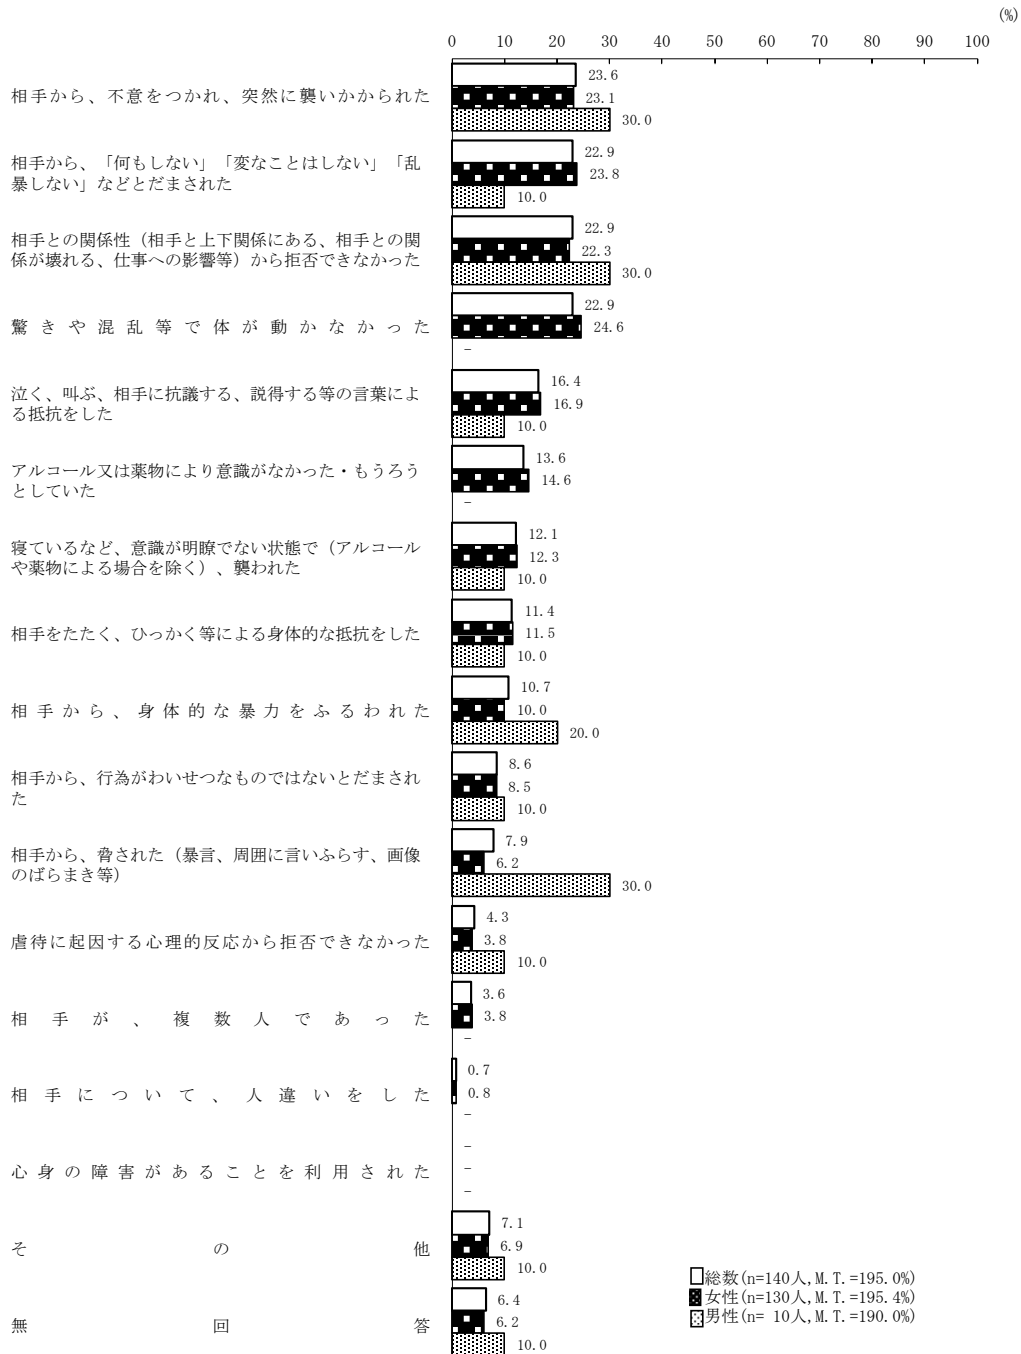 (%)
0 10 20 30 40 50 60 70 80 90 100
相手から、不意をつかれ、突然に襲いかかられた
23.6
23.1
30.0
相手から、「何もしない」「変なことはしない」「乱
暴しない」などとだまされた
22.9
23.8
10.0
相手との関係性（相手と上下関係にある、相手との関
係が壊れる、仕事への影響等）から拒否できなかった
22.9
22.3
30.0
驚きや混乱等で体が動かなかった
22.9
24.6
－
泣く、叫ぶ、相手に抗議する、説得する等の言葉によ
る抵抗をした
16.4
16.9
10.0
アルコール又は薬物により意識がなかった・もうろう
としていた
13.6
14.6
－
寝ているなど、意識が明瞭でない状態で（アルコール
や薬物による場合を除く）、襲われた
12.1
12.3
10.0
相手をたたく、ひっかく等による身体的な抵抗をした
11.4
11.5
10.0
相手から、身体的な暴力をふるわれた
10.7
10.0
20.0
相手から、行為がわいせつなものではないとだまされ
た
8.6
8.5
10.0
相手から、脅された（暴言、周囲に言いふらす、画像
のばらまき等）
7.9
6.2
30.0
虐待に起因する心理的反応から拒否できなかった
4.3
3.8
10.0
相手が、複数人であった
3.6
3.8
－
相手について、人違いをした
0.7
0.8
－
心身の障害があることを利用された
－
－
－
その他
7.1
6.9
10.0
無回答
6.4
6.2
10.0
総数(n=140人,M.T.=195.0%)
女性(n=130人,M.T.=195.4%)
男性(n= 10人,M.T.=190.0%)